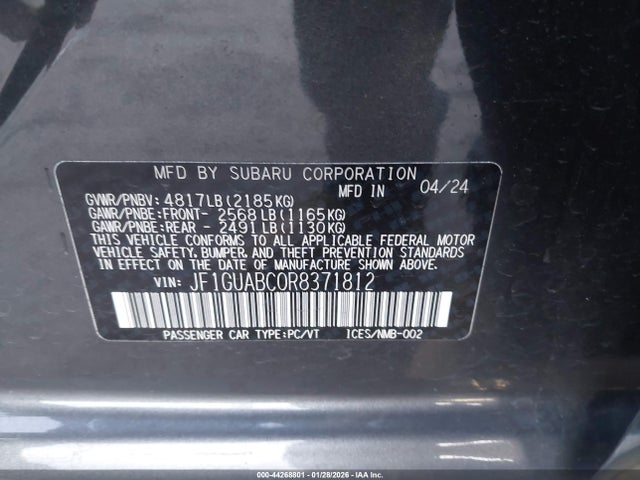 MFD BY SUBARU CORPORATION
MFD IN 04/24
GVWR/PNBV: 4817LB(2185KG)
GAWR/PNBE:FRONT- 2568LB(1165KG)
GAWR/PNBE:REAR - 2491LB(1130KG)
THIS VEHICLE CONFORMS TO ALL APPLICABLE FEDERAL MOTOR
VEHICLE SAFETY, BUMPER, AND THEFT PREVENTION STANDARDS
IN EFFECT ON THE DATE OF MANUFACTURE SHOWN ABOVE.
VIN: JF1GUABC0R8371812
PASSENGER CAR TYPE:PC/VT ICES/NMB-002
000-44268801 - 01/28/2026 - IAA Inc.